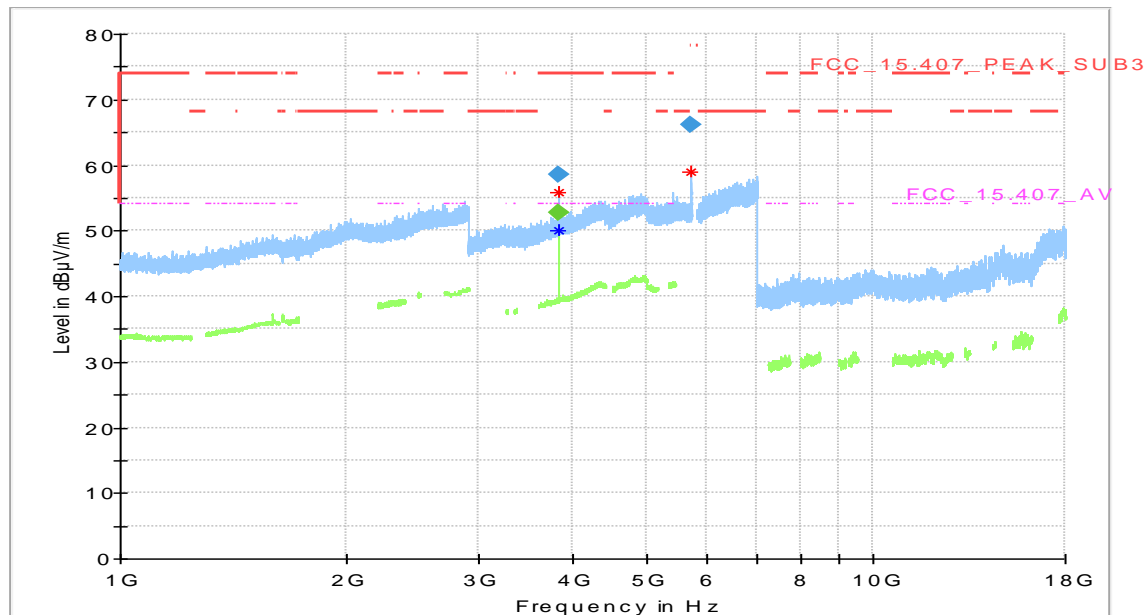 80
FCC_15.407_PEAK_SUB3
70
60
FCC_15.407_AV
50
40
30
20
10
0
Level in dBµV/m
1G 2G 3G 4G 5G 6 8 10G 18G
Frequency in Hz